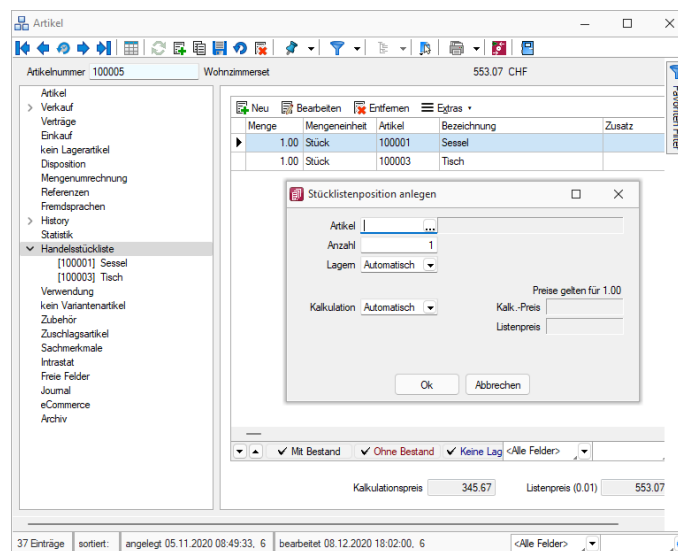 Artikel
Artikelnummer 100005 Wohnzimmerset 553.07 CHF
Favoriten Filter
Artikel
Verkauf
Verträge
Einkauf
kein Lagerartikel
Disposition
Mengenumrechnung
Referenzen
Fremdsprachen
History
Statistik
Handelsstückliste
[100001] Sessel
[100003] Tisch
Verwendung
kein Variantenartikel
Zubehör
Zuschlagsartikel
Sachmerkmale
Intrastat
Freie Felder
Journal
eCommerce
Archiv
Neu Bearbeiten Entfernen Extras
Menge Mengeneinheit Artikel Bezeichnung Zusatz
1.00 Stück 100001 Sessel
1.00 Stück 100003 Tisch
Stücklistenposition anlegen
Artikel ...
Anzahl 1
Lagern Automatisch
Preise gelten für 1.00
Kalkulation Automatisch Kalk.-Preis
Listenpreis
Ok Abbrechen
Mit Bestand Ohne Bestand Keine Lag <Alle Felder>
Kalkulationspreis 345.67 Listenpreis (0.01) 553.07
37 Einträge sortiert: angelegt 05.11.2020 08:49:33, 6 bearbeitet 08.12.2020 18:02:00, 6 <Alle Felder>